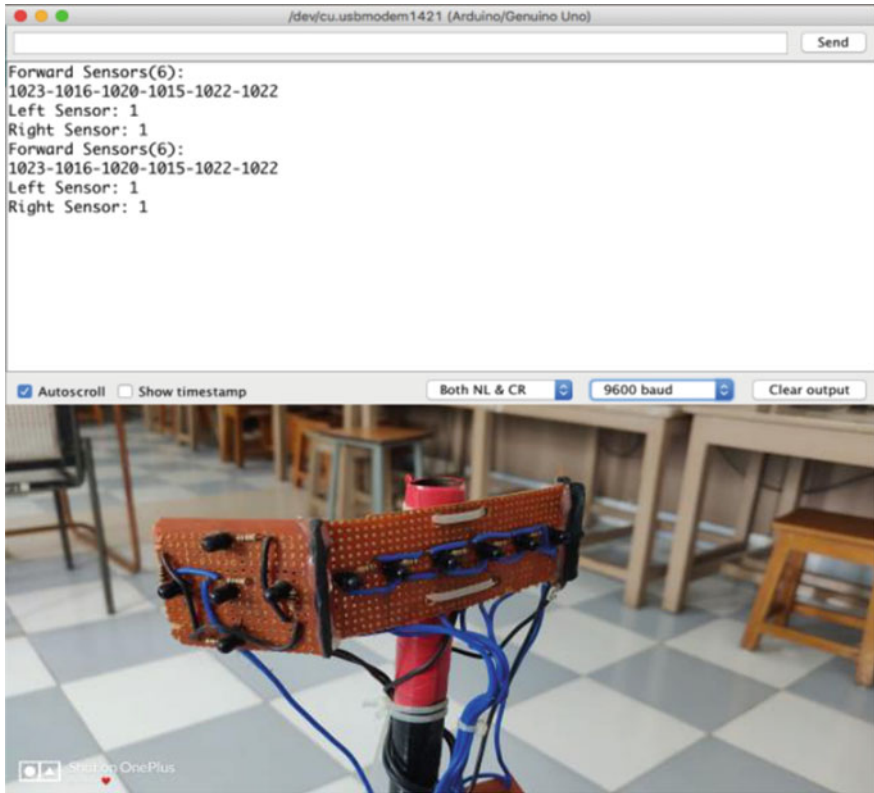 /dev/cu.usbmodem1421 (Arduino/Genuino Uno)
Send
Forward Sensors(6):
1023-1016-1020-1015-1022-1022
Left Sensor: 1
Right Sensor: 1
Forward Sensors(6):
1023-1016-1020-1015-1022-1022
Left Sensor: 1
Right Sensor: 1
Autoscroll Show timestamp Both NL & CR 9600 baud Clear output
Shot on OnePlus